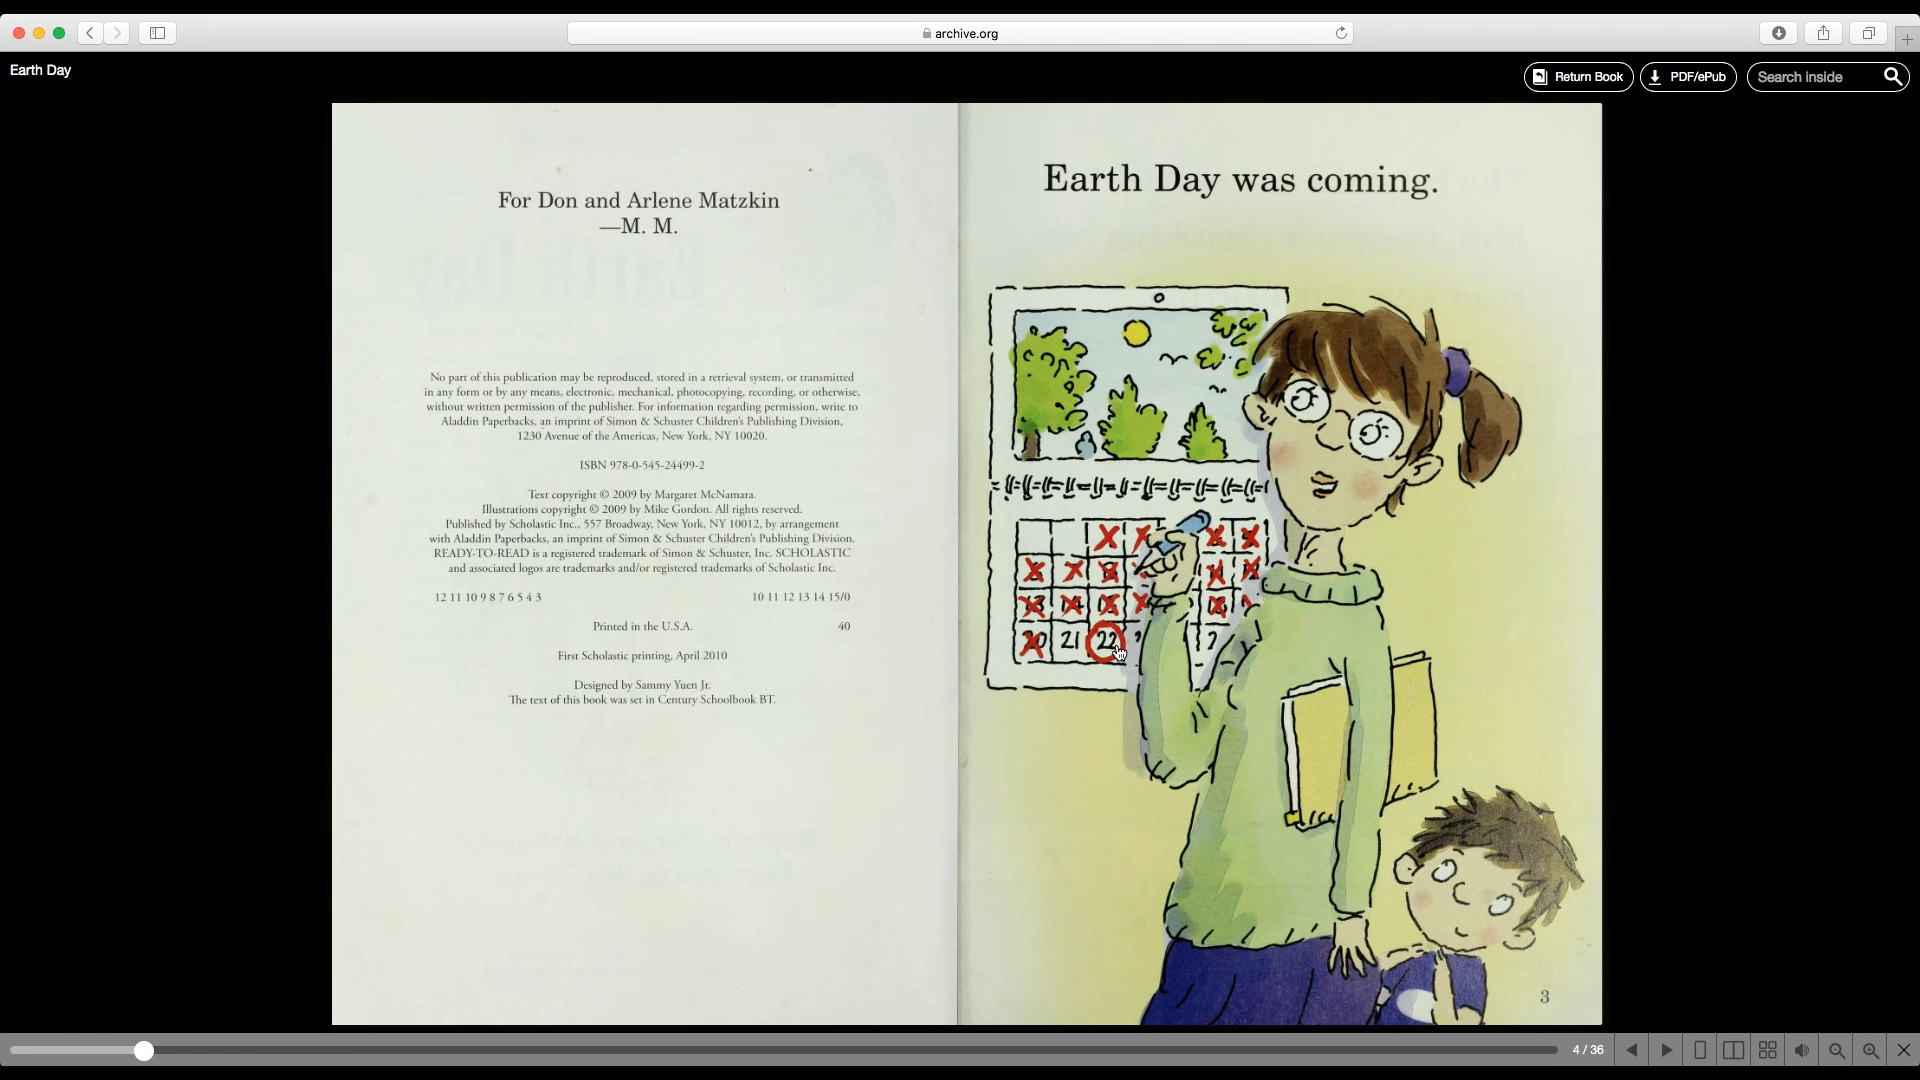 archive.org
Earth Day
Return Book
PDF/ePub
Search inside
For Don and Arlene Matzkin
—M. M.
No part of this publication may be reproduced, stored in a retrieval system, or transmitted
in any form or by any means, electronic, mechanical, photocopying, recording, or otherwise,
without written permission of the publisher. For information regarding permission, write to
Aladdin Paperbacks, an imprint of Simon & Schuster Children's Publishing Division,
1230 Avenue of the Americas, New York, NY 10020.
ISBN 978-0-545-24499-2
Text copyright © 2009 by Margaret McNamara.
Illustrations copyright © 2009 by Mike Gordon. All rights reserved.
Published by Scholastic Inc., 557 Broadway, New York, NY 10012, by arrangement
with Aladdin Paperbacks, an imprint of Simon & Schuster Children's Publishing Division.
READY-TO-READ is a registered trademark of Simon & Schuster, Inc. SCHOLASTIC
and associated logos are trademarks and/or registered trademarks of Scholastic Inc.
12 11 10 9 8 7 6 5 4 3 10 11 12 13 14 15/0
Printed in the U.S.A. 40
First Scholastic printing, April 2010
Designed by Sammy Yuen Jr.
The text of this book was set in Century Schoolbook BT.
Earth Day was coming.
20 21 22
3
4 / 36